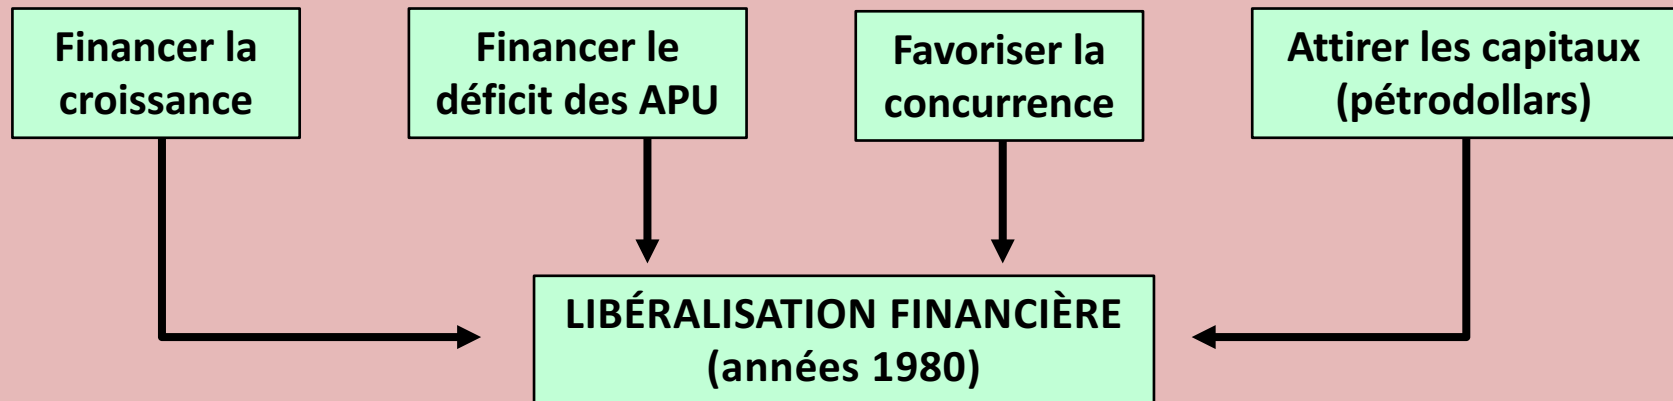 Financer la
croissance
Financer le
déficit des APU
Favoriser la
concurrence
Attirer les capitaux
(pétrodollars)
LIBÉRALISATION FINANCIÈRE
(années 1980)